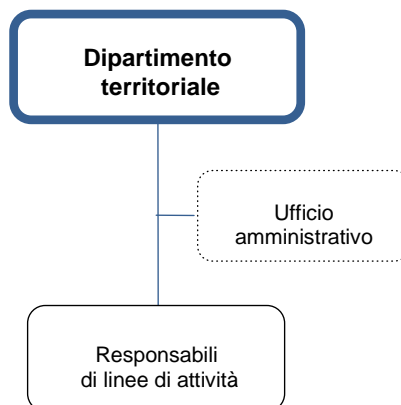 Dipartimento
territoriale
Ufficio
amministrativo
Responsabili
di linee di attività